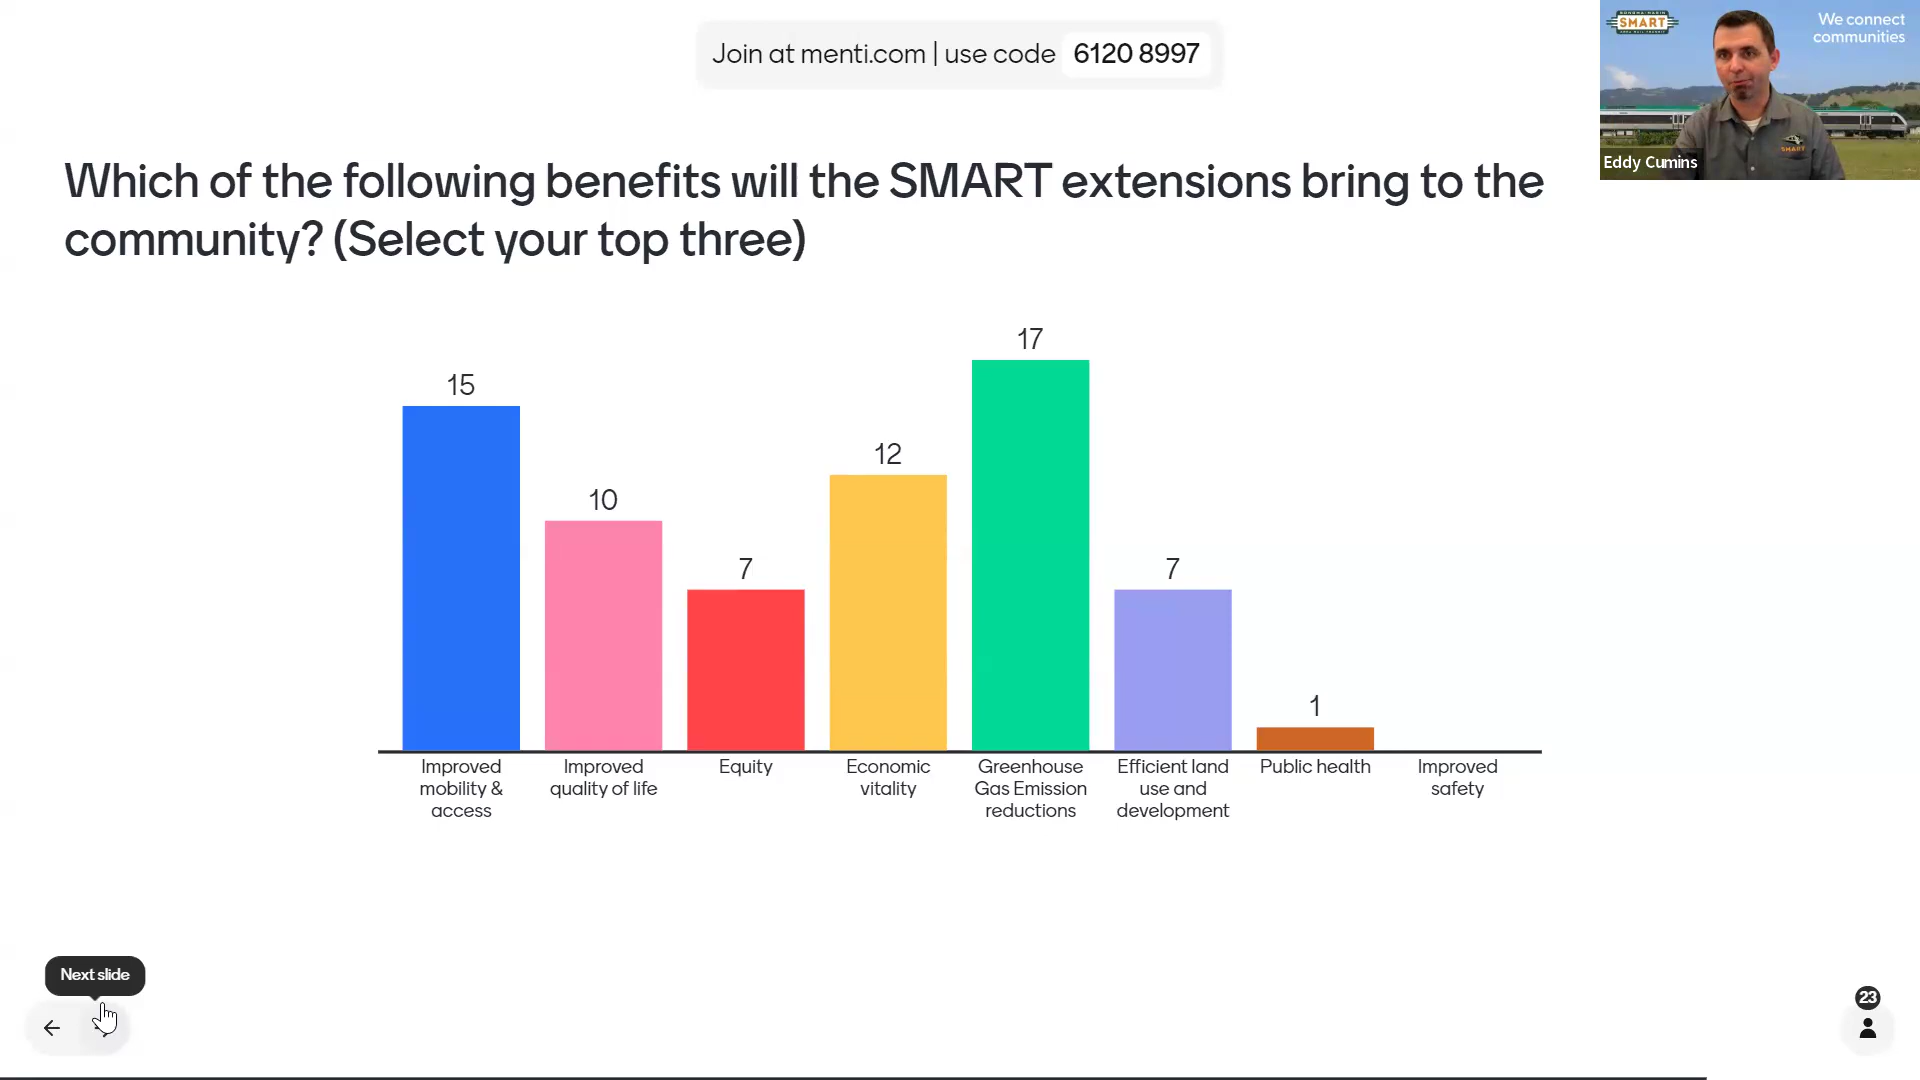 Join at menti.com | use code 6120 8997
SMART
We connect
communities
Eddy Cumins
SMART
Which of the following benefits will the SMART extensions bring to the
community? (Select your top three)
15
10
7
12
17
7
1
Improved
mobility &
access
Improved
quality of life
Equity
Economic
vitality
Greenhouse
Gas Emission
reductions
Efficient land
use and
development
Public health
Improved
safety
Next slide
23